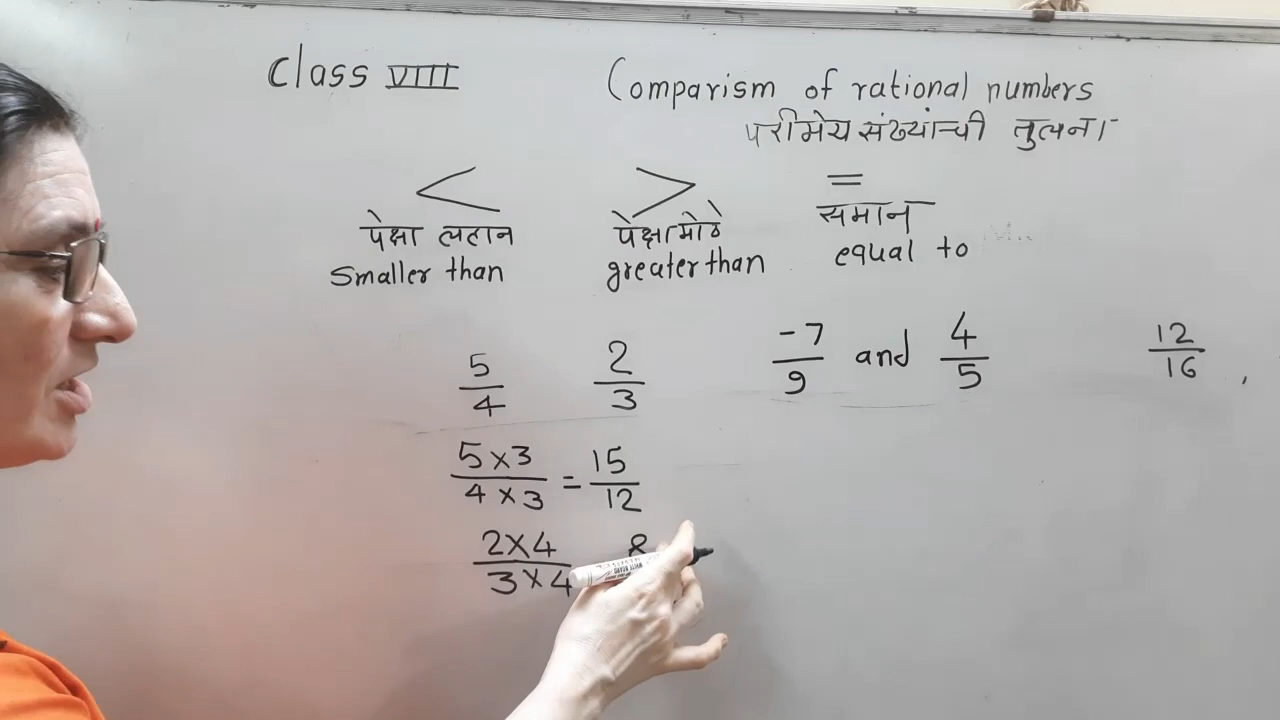 Class VIII
Comparism of rational numbers
परीमेय संख्यांची तुलना
< > =
पेक्षा लहान
पेक्षा मोठे
समान
smaller than
greater than
equal to
5/4 2/3 -7/9 and 4/5 12/16 ,
5×3/4×3 = 15/12
2×4/3×4 8
WHITE BOARD